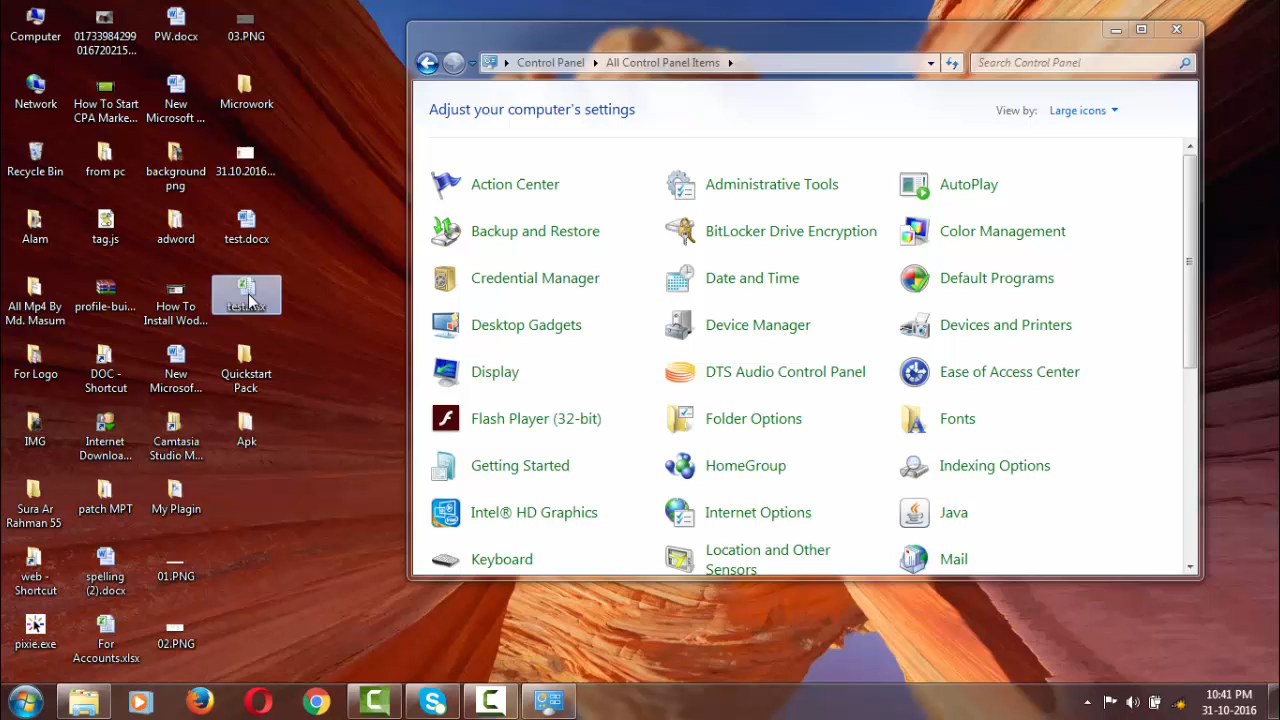 Computer
01733984299
016720215...
PW.docx
03.PNG
Network
How To Start
CPA Marke...
New
Microsoft ...
Microwork
Recycle Bin
from pc
background
png
31.10.2016...
Alam
tag.js
adword
test.docx
All Mp4 By
Md. Masum
profile-bui...
How To
Install Wod...
For Logo
DOC -
Shortcut
New
Microsof...
Quickstart
Pack
IMG
Internet
Downloa...
Camtasia
Studio M...
Apk
Sura Ar
Rahman 55
patch MPT
My Plagin
web -
Shortcut
spelling
(2).docx
01.PNG
pixie.exe
For
Accounts.xlsx
02.PNG
Control Panel
All Control Panel Items
Search Control Panel
Adjust your computer's settings
View by: Large icons
Action Center
Administrative Tools
AutoPlay
Backup and Restore
BitLocker Drive Encryption
Color Management
Credential Manager
Date and Time
Default Programs
Desktop Gadgets
Device Manager
Devices and Printers
Display
DTS Audio Control Panel
Ease of Access Center
Flash Player (32-bit)
Folder Options
Fonts
Getting Started
HomeGroup
Indexing Options
Intel® HD Graphics
Internet Options
Java
Keyboard
Location and Other
Sensors
Mail
10:41 PM
31-10-2016